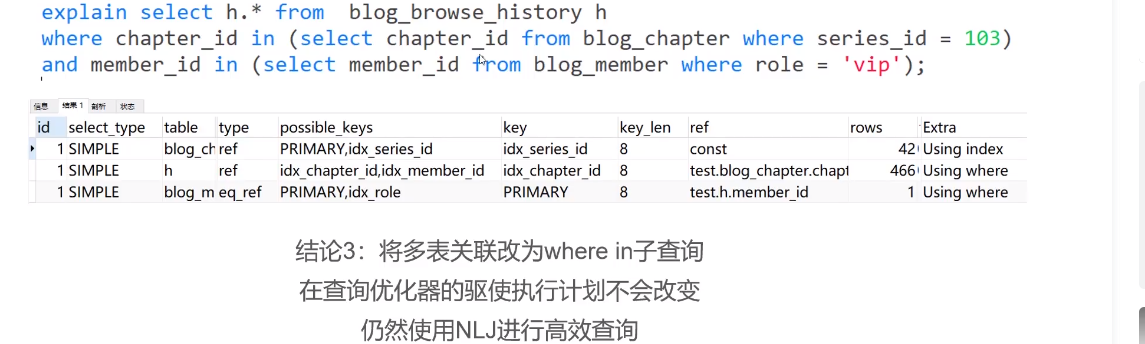 explain select h.* from blog_browse_history h
where chapter_id in (select chapter_id from blog_chapter where series_id = 103)
and member_id in (select member_id from blog_member where role = 'vip');
信息 结果 1 剖析 状态
id select_type table type possible_keys key key_len ref rows Extra
1 SIMPLE blog_ch ref PRIMARY,idx_series_id idx_series_id 8 const 42 Using index
1 SIMPLE h ref idx_chapter_id,idx_member_id idx_chapter_id 8 test.blog_chapter.chapt 466 Using where
1 SIMPLE blog_m eq_ref PRIMARY,idx_role PRIMARY 8 test.h.member_id 1 Using where
结论3：将多表关联改为where in子查询
在查询优化器的驱使执行计划不会改变
仍然使用NLJ进行高效查询